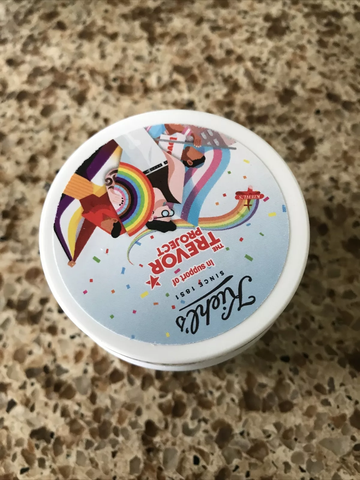 Kiehl's
SINCE 1851
in support of
THE
TREVOR
PROJECT